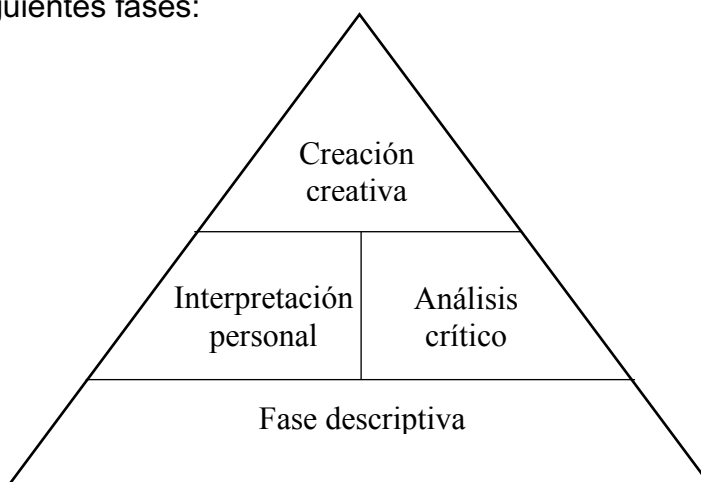 guientes fases:
Creación
creativa
Interpretación
personal
Análisis
crítico
Fase descriptiva